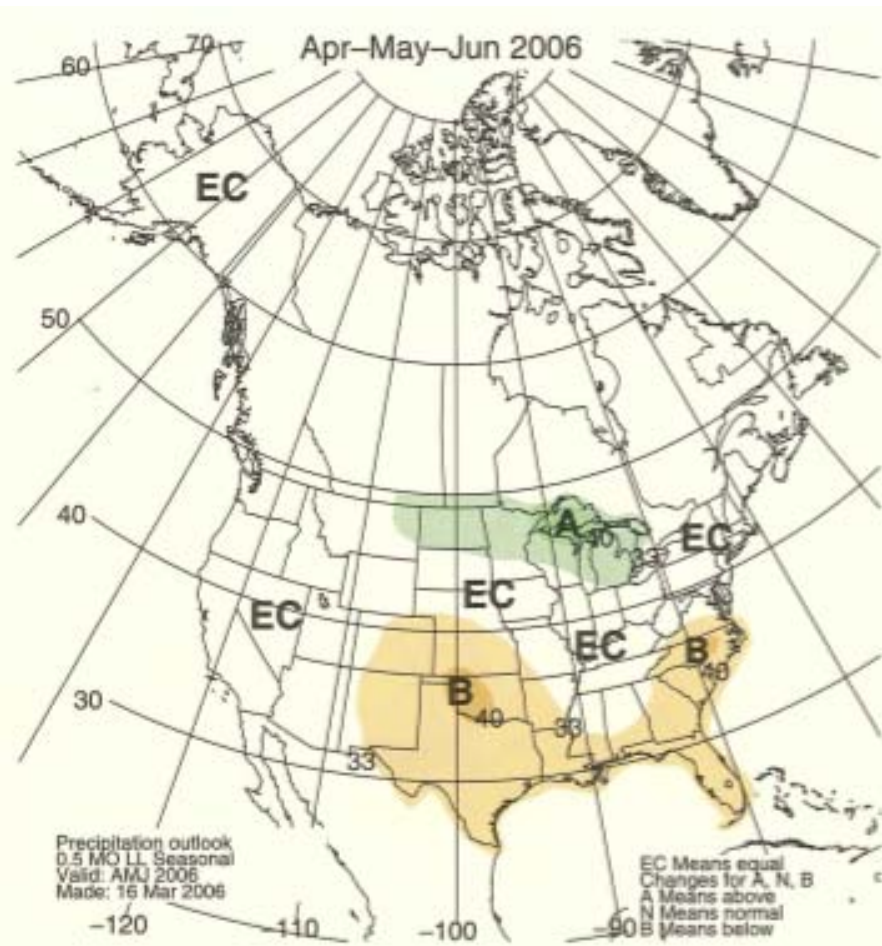 Apr–May–Jun 2006
60
70
EC
50
40
A
40
33
EC
EC
EC
EC
B
40
B
40
33
33
30
Precipitation outlook
0.5 MO LL Seasonal
Valid: AMJ 2006
Made: 16 Mar 2006
EC Means equal
Changes for A, N, B
A Means above
N Means normal
B Means below
–120
–110
–100
–90